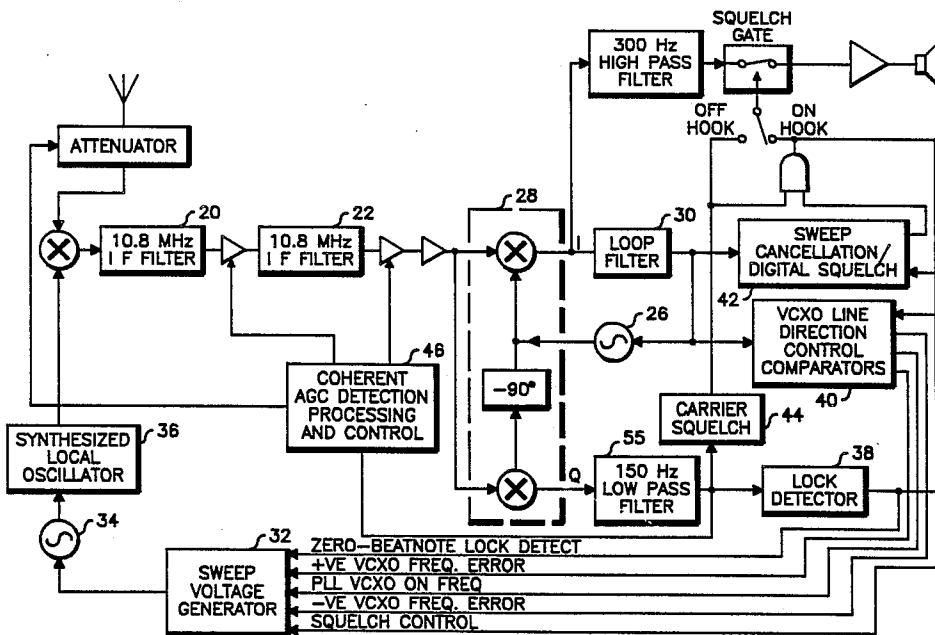 SQUELCH
GATE
300 Hz
HIGH PASS
FILTER
OFF
HOOK
ON
HOOK
ATTENUATOR
20
10.8 MHz
I F FILTER
22
10.8 MHz
I F FILTER
28
I
30
LOOP
FILTER
SWEEP
CANCELLATION/
DIGITAL SQUELCH
42
26
VCXO LINE
DIRECTION
CONTROL
COMPARATORS
40
46
COHERENT
AGC DETECTION
PROCESSING
AND CONTROL
-90°
CARRIER
SQUELCH
44
36
SYNTHESIZED
LOCAL
OSCILLATOR
Q
55
150 Hz
LOW PASS
FILTER
38
LOCK
DETECTOR
34
32
SWEEP
VOLTAGE
GENERATOR
ZERO-BEATNOTE LOCK DETECT
+VE VCXO FREQ. ERROR
PLL VCXO ON FREQ
-VE VCXO FREQ. ERROR
SQUELCH CONTROL